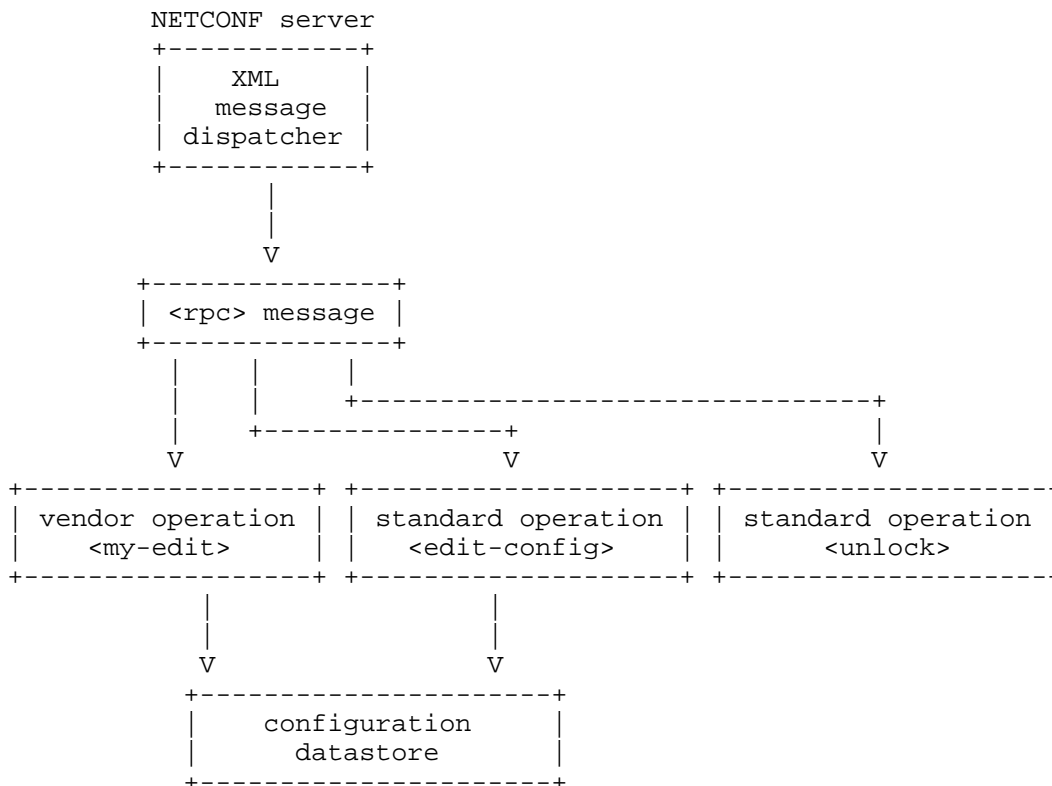 NETCONF server
XML
message
dispatcher
<rpc> message
vendor operation
<my-edit>
standard operation
<edit-config>
standard operation
<unlock>
configuration
datastore